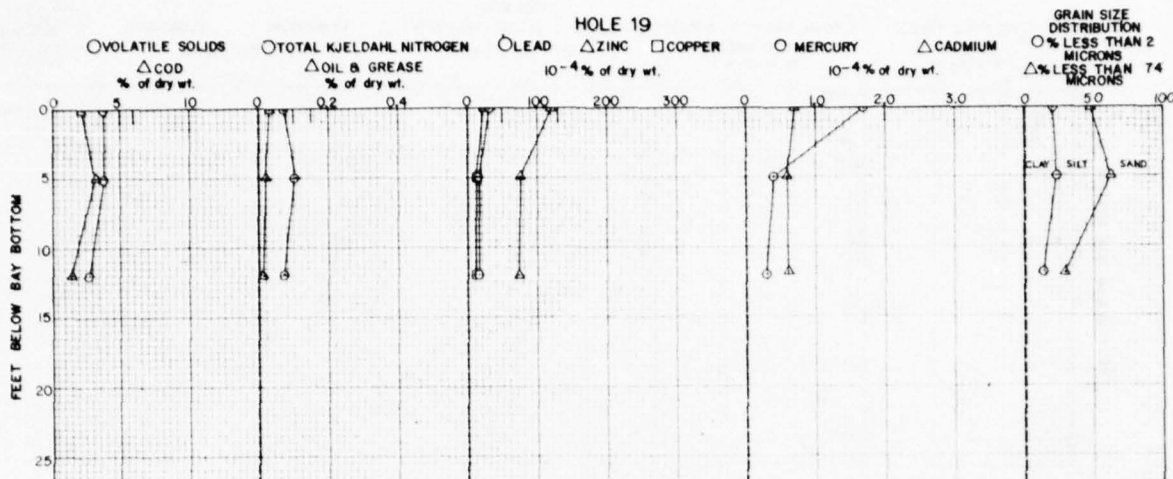 HOLE 19
○VOLATILE SOLIDS
△COD
% of dry wt.
○TOTAL KJELDAHL NITROGEN
△OIL & GREASE
% of dry wt.
○LEAD △ZINC □COPPER
10-4 % of dry wt.
○ MERCURY △ CADMIUM
10-4 % of dry wt.
GRAIN SIZE
DISTRIBUTION
○% LESS THAN 2
MICRONS
△% LESS THAN 74
MICRONS
0 5 10
0 0.2 0.4
0 100 200 300
0 1.0 2.0 3.0
0 50 100
0
5
10
15
20
25
FEET BELOW BAY BOTTOM
CLAY SILT SAND